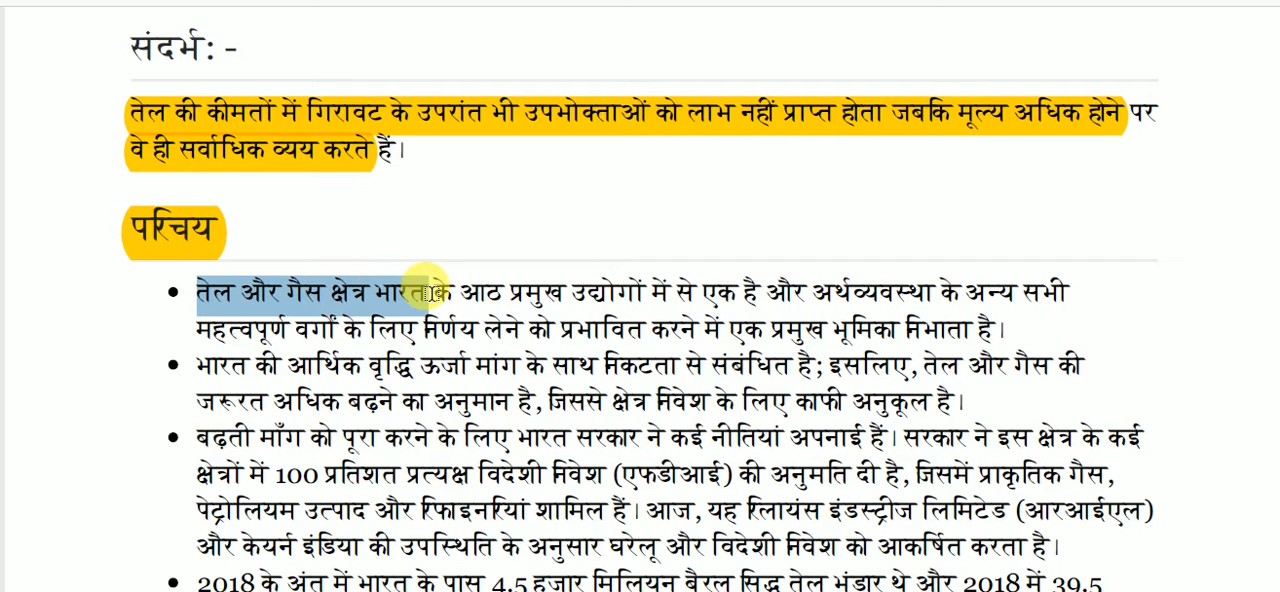 संदर्भ: -
तेल की कीमतों में गिरावट के उपरांत भी उपभोक्ताओं को लाभ नहीं प्राप्त होता जबकि मूल्य अधिक होने पर
वे ही सर्वाधिक व्यय करते हैं।
परिचय
तेल और गैस क्षेत्र भारत के आठ प्रमुख उद्योगों में से एक है और अर्थव्यवस्था के अन्य सभी
महत्वपूर्ण वर्गों के लिए निर्णय लेने को प्रभावित करने में एक प्रमुख भूमिका निभाता है।
भारत की आर्थिक वृद्धि ऊर्जा मांग के साथ निकटता से संबंधित है; इसलिए, तेल और गैस की
जरूरत अधिक बढ़ने का अनुमान है, जिससे क्षेत्र निवेश के लिए काफी अनुकूल है।
बढ़ती माँग को पूरा करने के लिए भारत सरकार ने कई नीतियां अपनाई हैं। सरकार ने इस क्षेत्र के कई
क्षेत्रों में 100 प्रतिशत प्रत्यक्ष विदेशी निवेश (एफडीआई) की अनुमति दी है, जिसमें प्राकृतिक गैस,
पेट्रोलियम उत्पाद और रिफाइनरियां शामिल हैं। आज, यह रिलायंस इंडस्ट्रीज लिमिटेड (आरआईएल)
और केयर्न इंडिया की उपस्थिति के अनुसार घरेलू और विदेशी निवेश को आकर्षित करता है।
2018 के अंत में भारत के पास 4.5 हजार मिलियन बैरल सिद्ध तेल भंडार थे और 2018 में 39.5